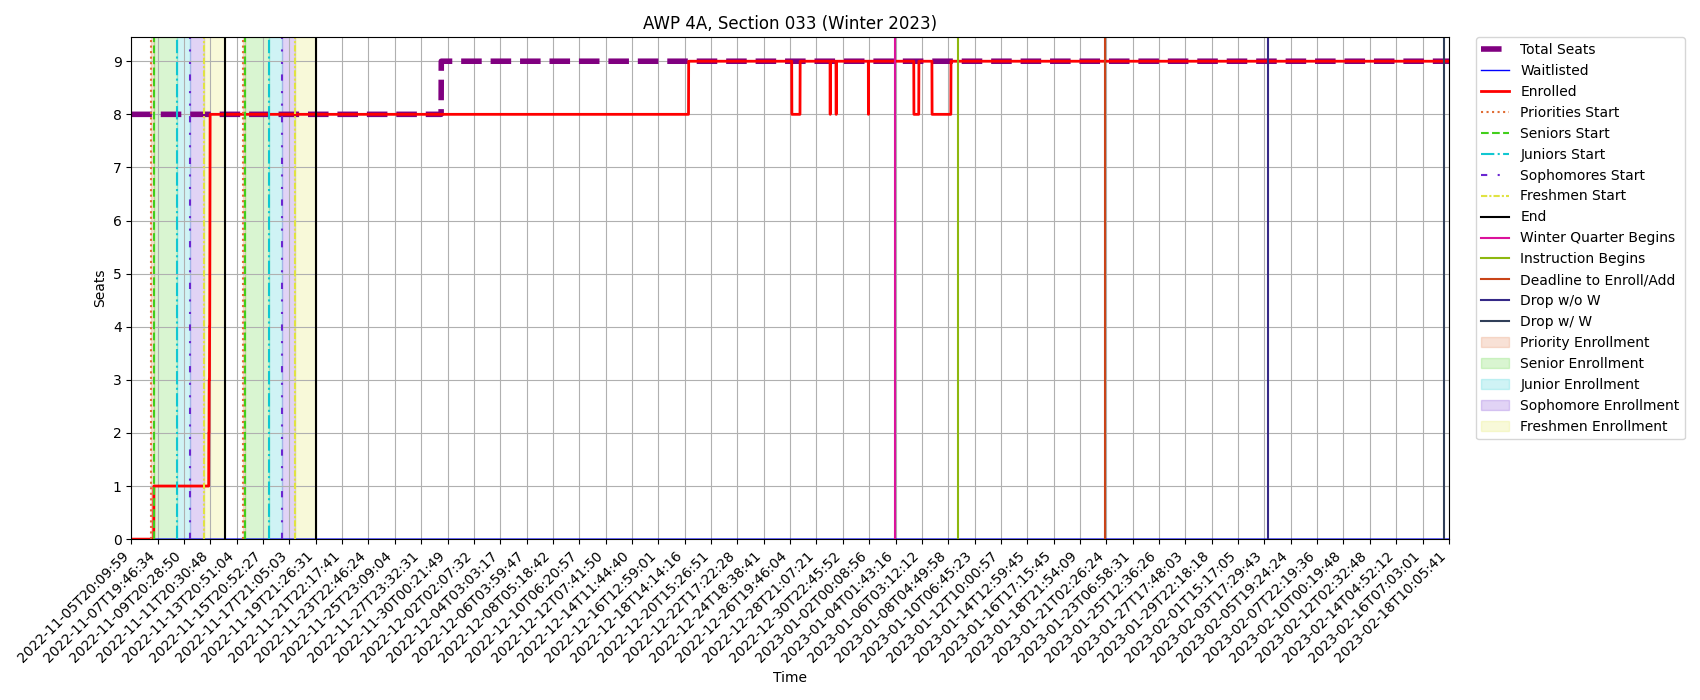 AWP 4A, Section 033 (Winter 2023)
Seats
9
8
7
6
5
4
3
2
1
0
2022-11-05T20:09:59
2022-11-07T19:46:34
2022-11-09T20:28:50
2022-11-11T20:30:48
2022-11-13T20:51:04
2022-11-15T20:52:27
2022-11-17T21:05:03
2022-11-19T21:26:31
2022-11-21T22:17:41
2022-11-23T22:46:24
2022-11-25T23:09:04
2022-11-27T23:32:31
2022-11-30T00:21:49
2022-12-02T02:07:32
2022-12-04T03:03:17
2022-12-06T03:59:47
2022-12-08T05:18:42
2022-12-10T06:20:57
2022-12-12T07:41:50
2022-12-14T11:44:40
2022-12-16T12:59:01
2022-12-18T14:14:16
2022-12-20T15:26:51
2022-12-22T17:22:28
2022-12-24T18:38:41
2022-12-26T19:46:04
2022-12-28T21:07:21
2022-12-30T22:45:52
2023-01-02T00:08:56
2023-01-04T01:43:16
2023-01-06T03:12:12
2023-01-08T04:49:58
2023-01-10T06:45:23
2023-01-12T10:00:57
2023-01-14T12:59:45
2023-01-16T17:15:45
2023-01-18T21:54:09
2023-01-21T02:26:24
2023-01-23T06:58:31
2023-01-25T12:36:26
2023-01-27T17:48:03
2023-01-29T22:18:18
2023-02-01T15:17:05
2023-02-03T17:29:43
2023-02-05T19:24:24
2023-02-07T22:19:36
2023-02-10T00:19:48
2023-02-12T02:32:48
2023-02-14T04:52:12
2023-02-16T07:03:01
2023-02-18T10:05:41
Time
Total Seats
Waitlisted
Enrolled
Priorities Start
Seniors Start
Juniors Start
Sophomores Start
Freshmen Start
End
Winter Quarter Begins
Instruction Begins
Deadline to Enroll/Add
Drop w/o W
Drop w/ W
Priority Enrollment
Senior Enrollment
Junior Enrollment
Sophomore Enrollment
Freshmen Enrollment